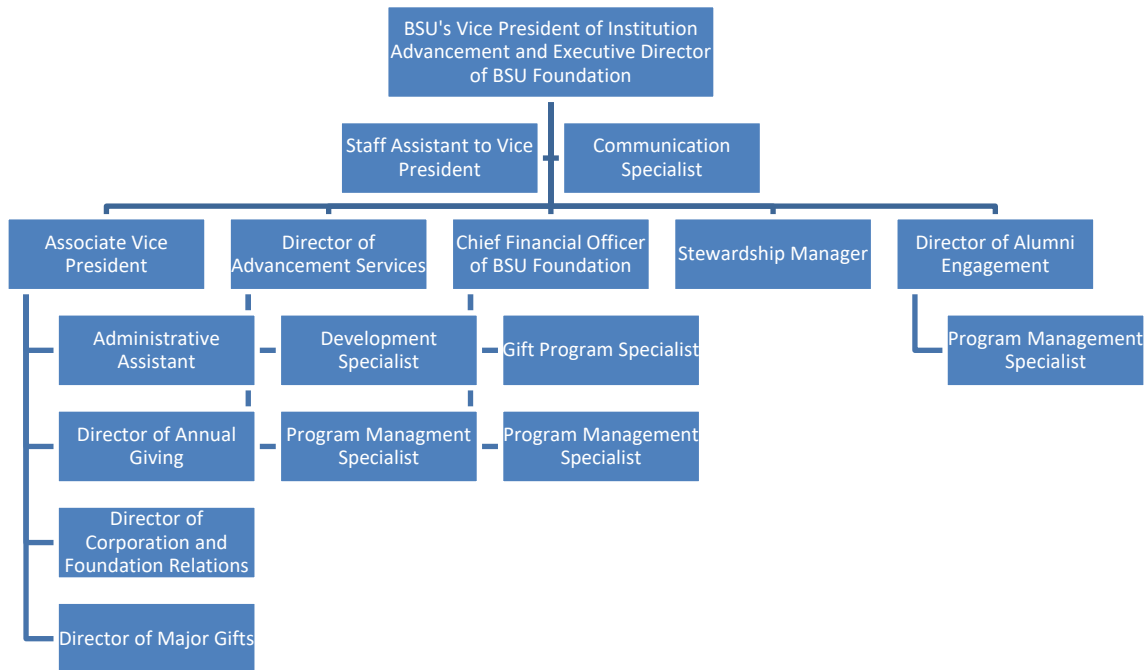 BSU's Vice President of Institution
Advancement and Executive Director
of BSU Foundation
Staff Assistant to Vice
President
Communication
Specialist
Associate Vice
President
Director of
Advancement Services
Chief Financial Officer
of BSU Foundation
Stewardship Manager
Director of Alumni
Engagement
Administrative
Assistant
Development
Specialist
Gift Program Specialist
Program Management
Specialist
Director of Annual
Giving
Program Managment
Specialist
Program Management
Specialist
Director of
Corporation and
Foundation Relations
Director of Major Gifts